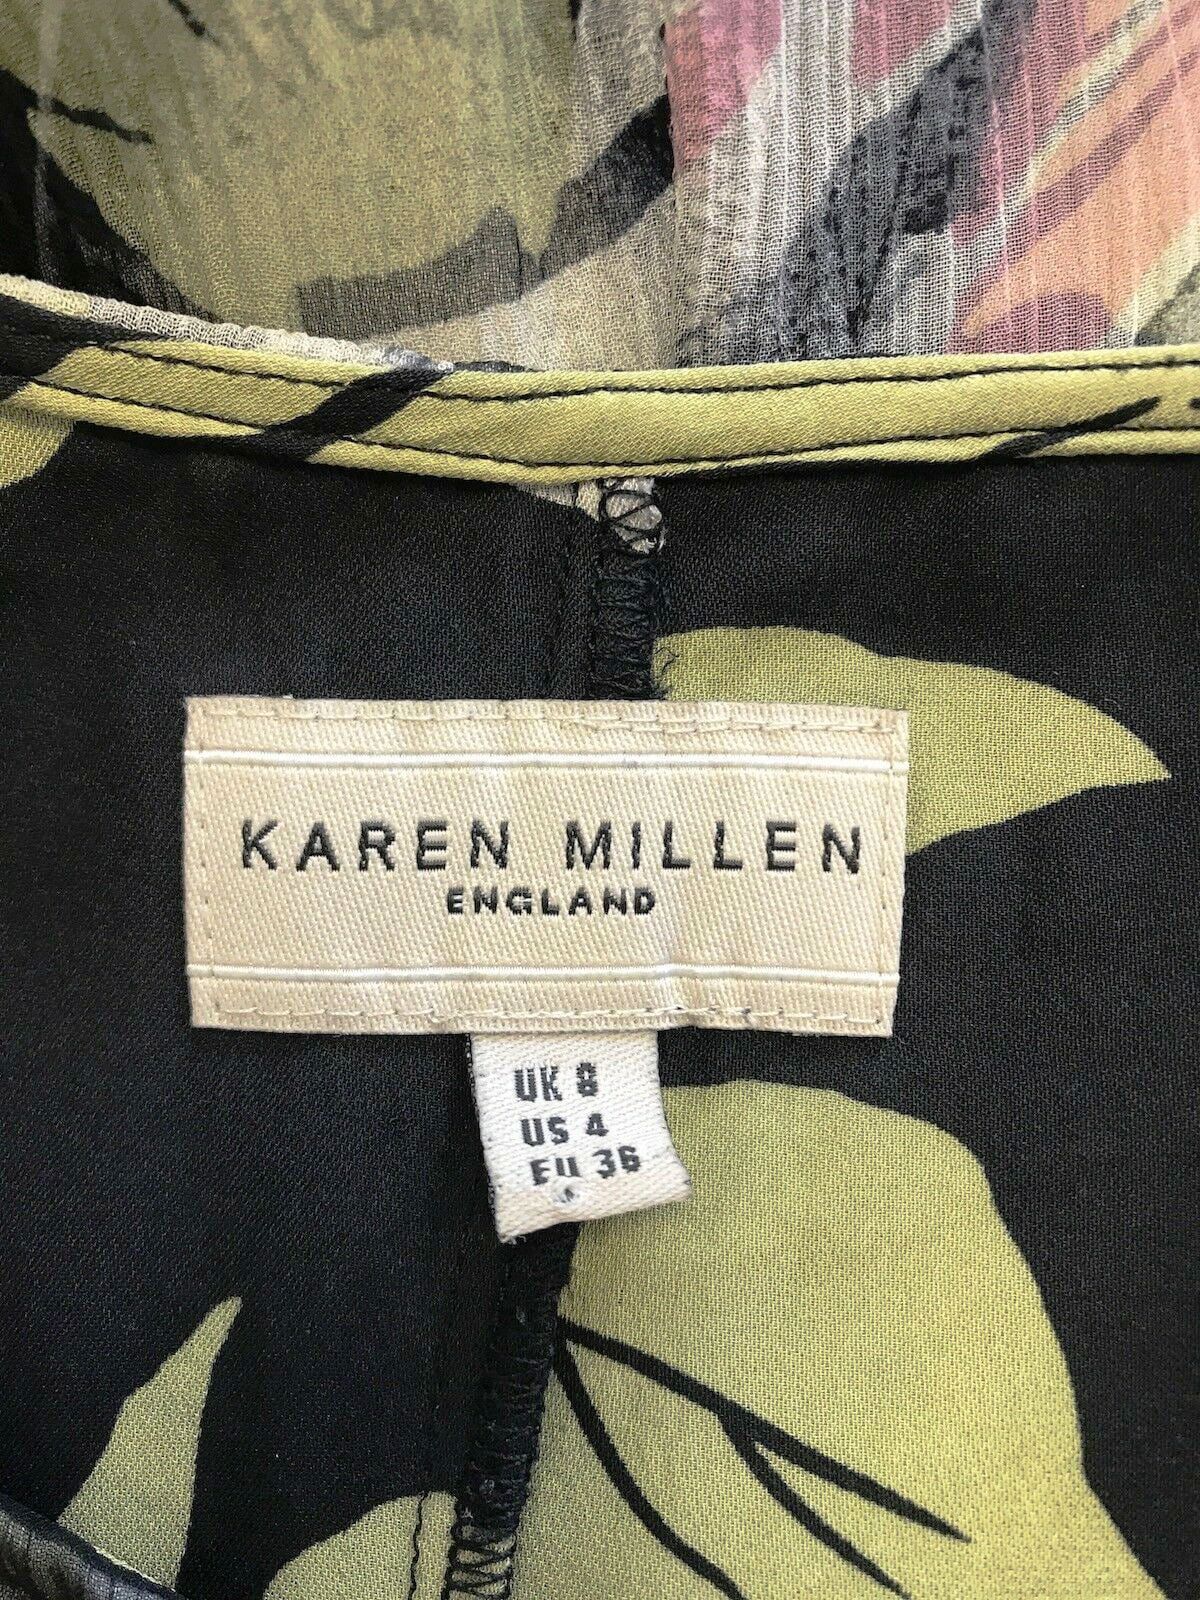 KAREN MILLEN
ENGLAND
UK 8
US 4
EU 36